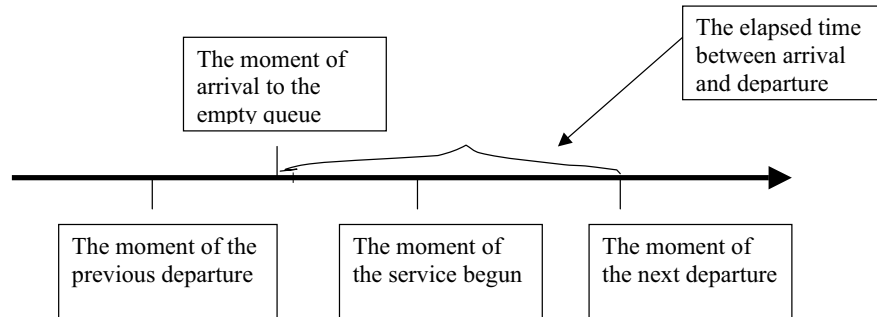 The moment of
arrival to the
empty queue
The elapsed time
between arrival
and departure
The moment of the
previous departure
The moment of
the service begun
The moment of
the next departure